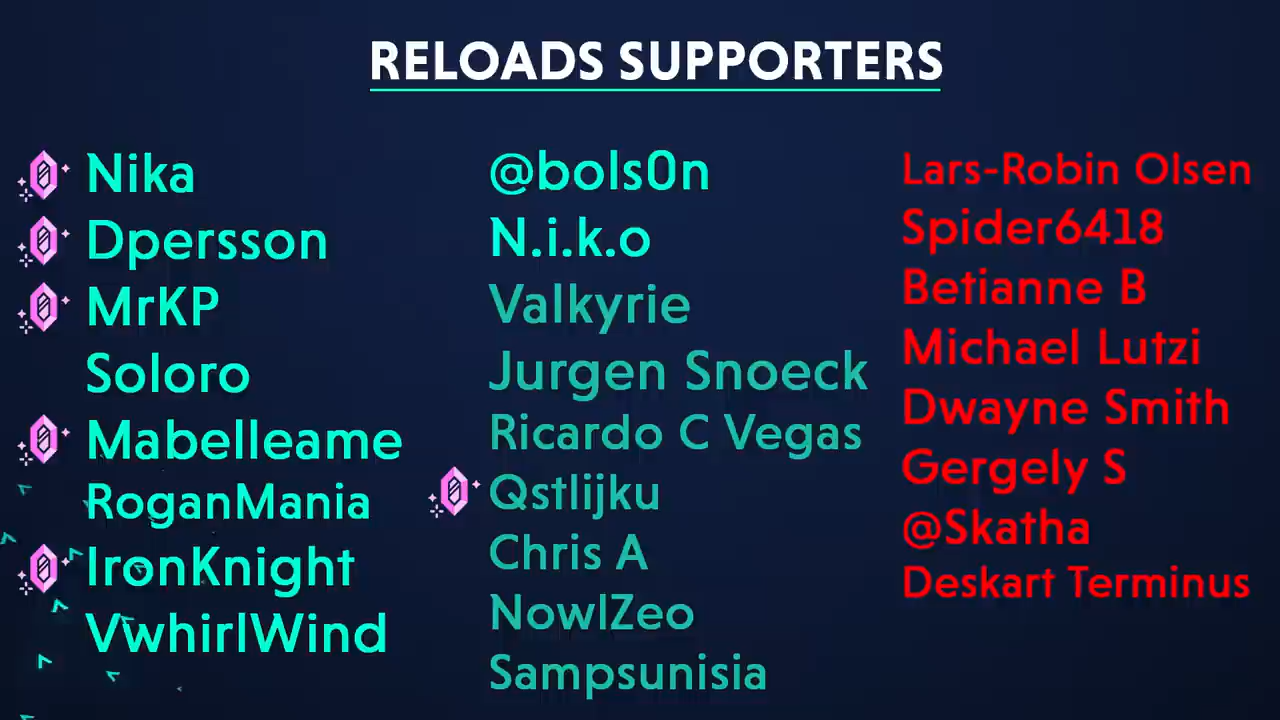 RELOADS SUPPORTERS
Nika
Dpersson
MrKP
Soloro
Mabelleame
RoganMania
IronKnight
VwhirlWind
@bols0n
N.i.k.o
Valkyrie
Jurgen Snoeck
Ricardo C Vegas
Qstlijku
Chris A
NowlZeo
Sampsunisia
Lars-Robin Olsen
Spider6418
Betianne B
Michael Lutzi
Dwayne Smith
Gergely S
@Skatha
Deskart Terminus